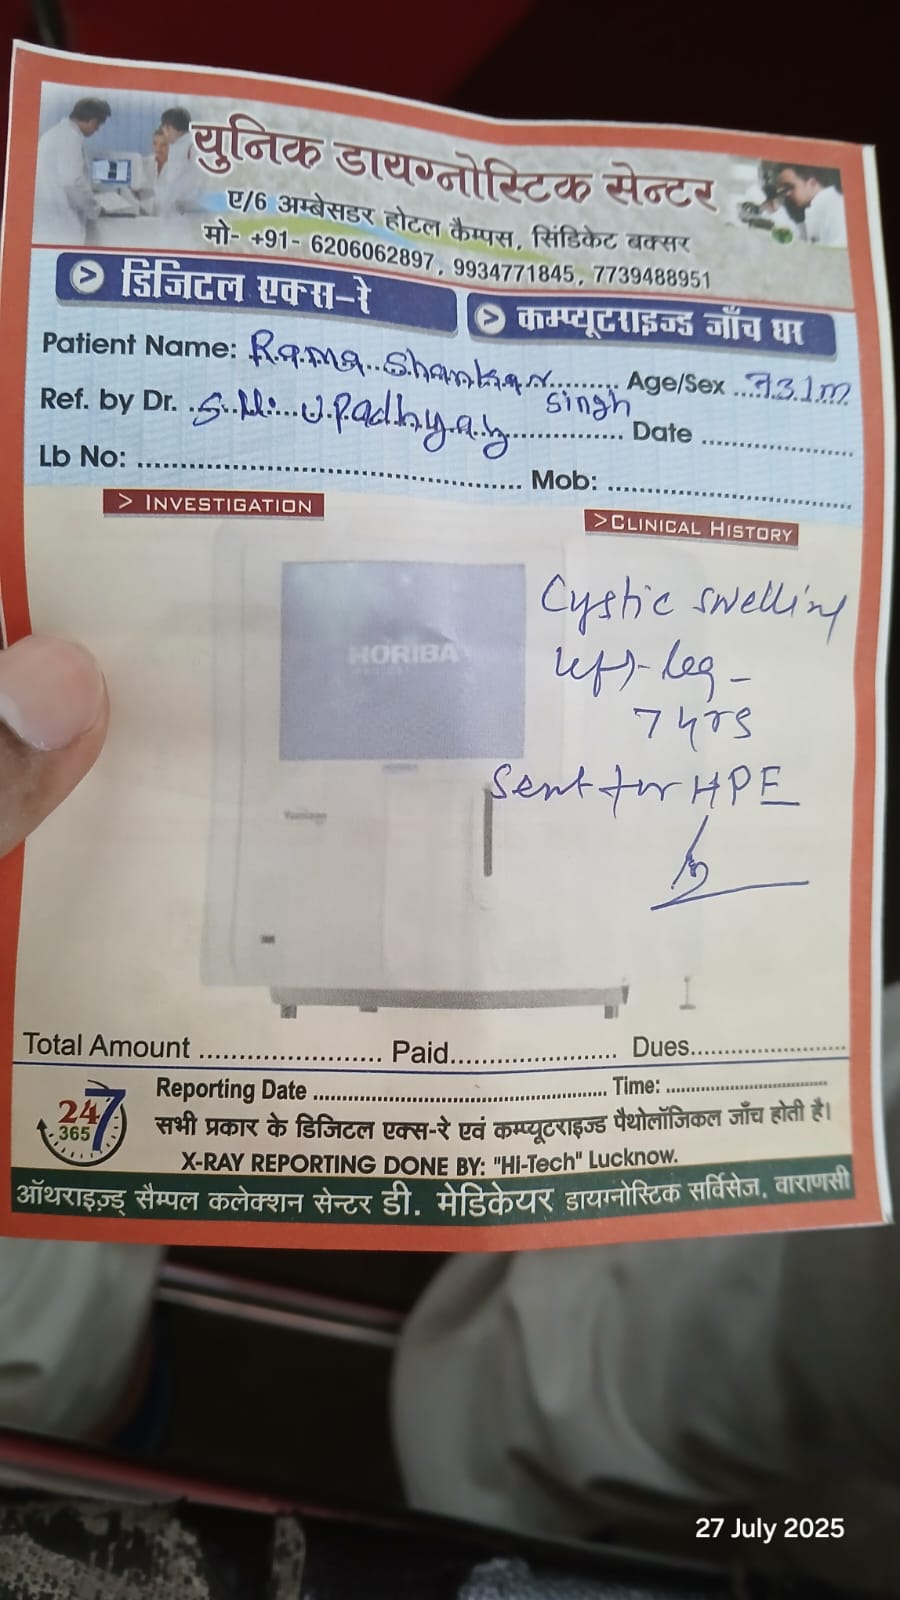 युनिक डायग्नोस्टिक सेन्टर
ए/6 अम्बेसडर होटल कैम्पस, सिंडिकेट बक्सर
मो- +91- 6206062897, 9934771845, 7739488951
> डिजिटल एक्स-रे
> कम्प्यूटराइज्ड जाँच घर
Patient Name: Rama Shankar Singh Age/Sex 73/m
Ref. by Dr. Upadhyay Date
Lb No: Mob:
> INVESTIGATION
>CLINICAL HISTORY
HORIBA
Cystic swelling
left leg -
7 yrs
Sent for HPE
Total Amount Paid Dues
24 7
365
Reporting Date Time:
सभी प्रकार के डिजिटल एक्स-रे एवं कम्प्यूटराइज्ड पैथोलॉजिकल जाँच होती है।
X-RAY REPORTING DONE BY: "Hi-Tech" Lucknow.
ऑथराइज़्ड् सैम्पल कलेक्शन सेन्टर डी. मेडिकेयर डायग्नोस्टिक सर्विसेज, वाराणसी
27 July 2025